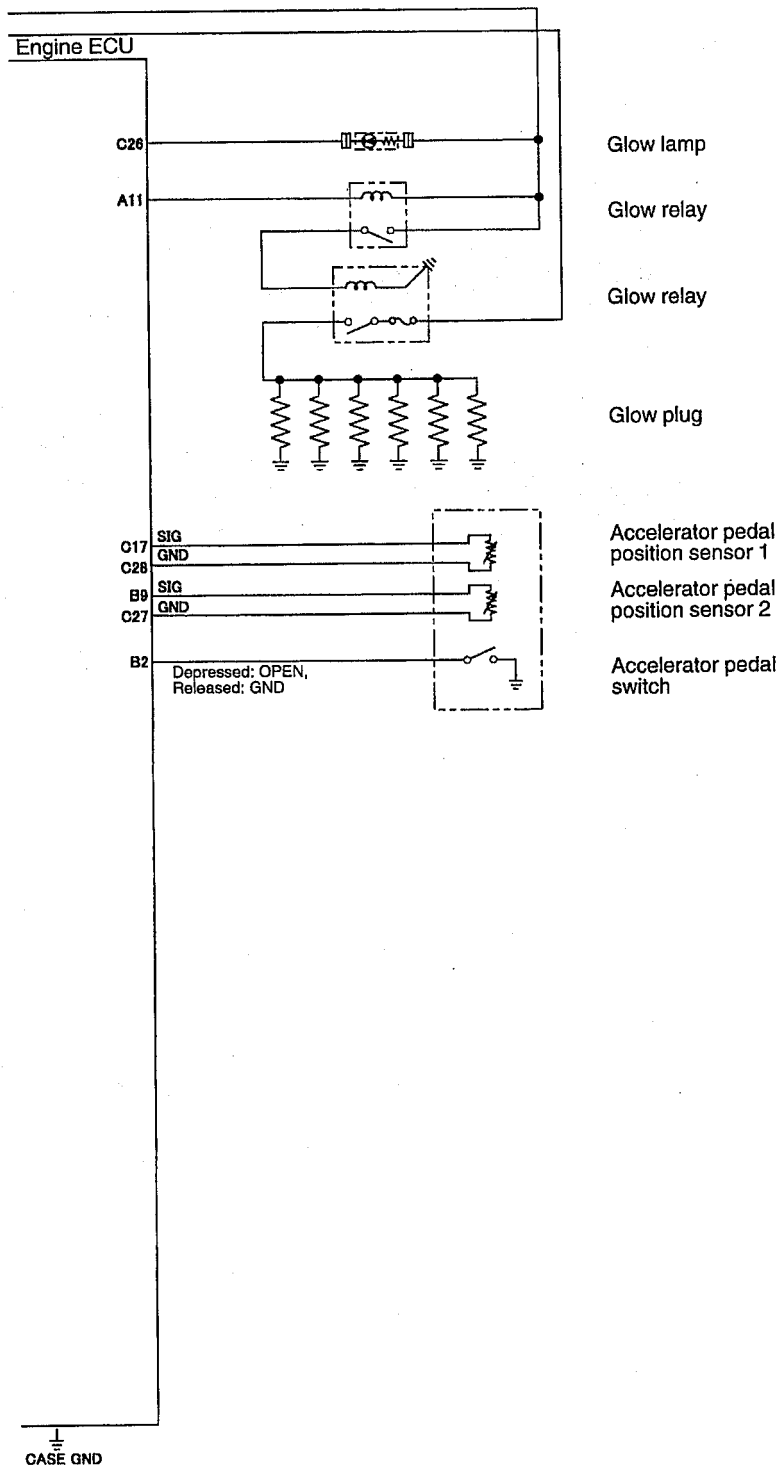 Engine ECU
C26
Glow lamp
A11
Glow relay
Glow relay
Glow plug
C17
SIG
Accelerator pedal
position sensor 1
GND
C28
B9
SIG
Accelerator pedal
position sensor 2
GND
C27
B2
Depressed: OPEN,
Released: GND
Accelerator pedal
switch
CASE GND